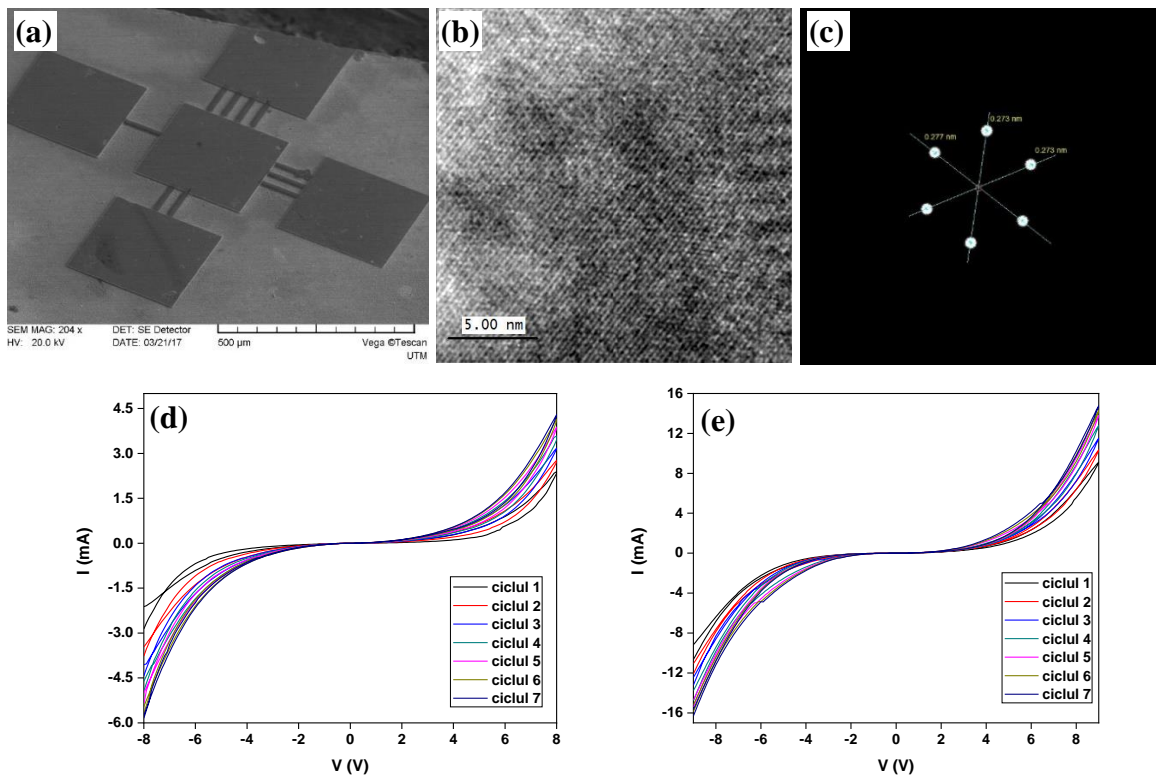 (a)
SEM MAG: 204 x DET: SE Detector
HV: 20.0 kV DATE: 03/21/17 500 µm Vega ©Tescan
UTM
(b)
5.00 nm
(c)
0.273 nm
0.277 nm
0.273 nm
(d)
4.5
3.0
1.5
0.0
-1.5
-3.0
-4.5
-6.0
I (mA)
ciclul 1
ciclul 2
ciclul 3
ciclul 4
ciclul 5
ciclul 6
ciclul 7
-8 -6 -4 -2 0 2 4 6 8
V (V)
(e)
16
12
8
4
0
-4
-8
-12
-16
I (mA)
ciclul 1
ciclul 2
ciclul 3
ciclul 4
ciclul 5
ciclul 6
ciclul 7
-8 -6 -4 -2 0 2 4 6 8
V (V)